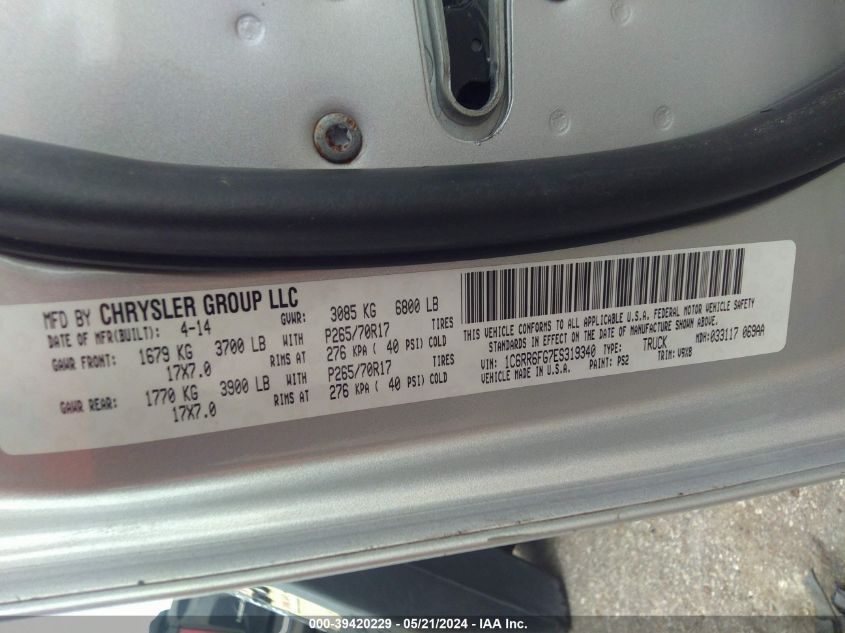 MFD BY CHRYSLER GROUP LLC
DATE OF MFR(BUILT): 4-14 GVWR: 3085 KG 6800 LB
GAWR FRONT: 1679 KG 3700 LB WITH P265/70R17 TIRES
17X7.0 RIMS AT 276 KPA ( 40 PSI) COLD
GAWR REAR: 1770 KG 3900 LB WITH P265/70R17 TIRES
17X7.0 RIMS AT 276 KPA ( 40 PSI) COLD
THIS VEHICLE CONFORMS TO ALL APPLICABLE U.S.A. FEDERAL MOTOR VEHICLE SAFETY
STANDARDS IN EFFECT ON THE DATE OF MANUFACTURE SHOWN ABOVE.
MDH: 033117 069AA
VIN: 1C6RR6FG7ES319340 TYPE: TRUCK
VEHICLE MADE IN U.S.A. PAINT: PS2 TRIM: V9X8
000-39420229 - 05/21/2024 - IAA Inc.